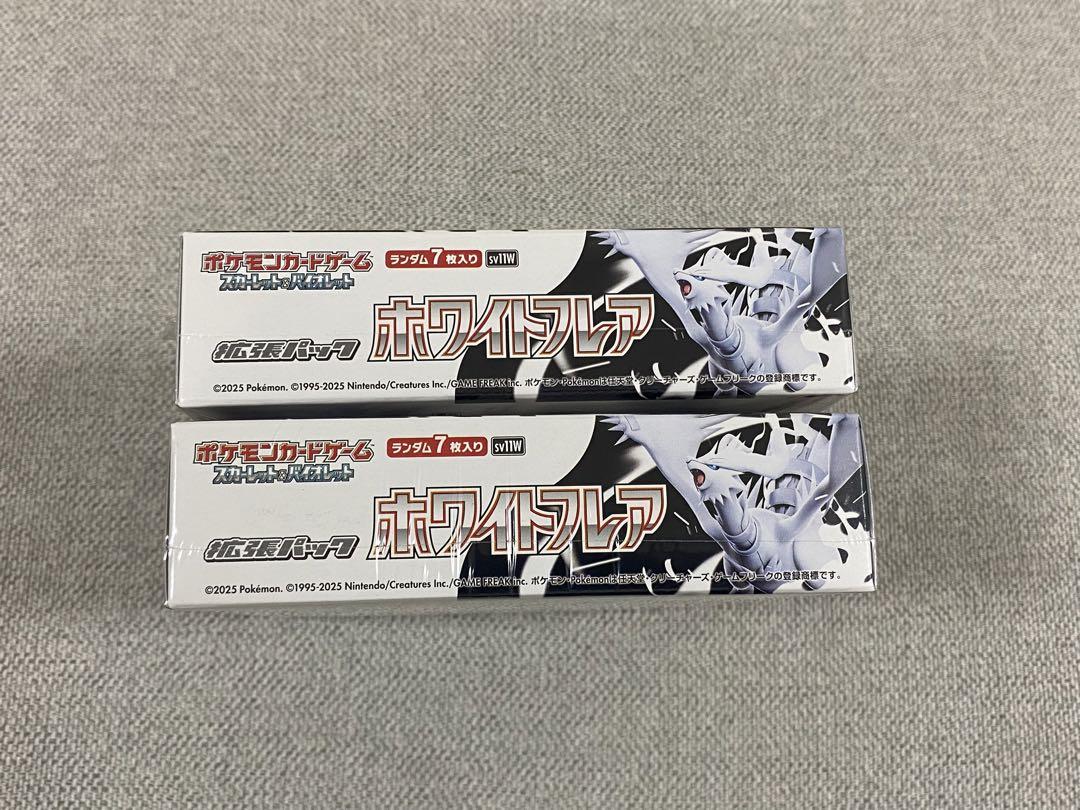 ポケモンカードゲーム
スカーレット&バイオレット
ランダム7枚入り
sv11W
拡張パック
ホワイトフレア
©2025 Pokémon. ©1995-2025 Nintendo/Creatures Inc./GAME FREAK inc. ポケモン・Pokémonは任天堂・クリーチャーズ・ゲームフリークの登録商標です。
ポケモンカードゲーム
スカーレット&バイオレット
ランダム7枚入り
sv11W
拡張パック
ホワイトフレア
©2025 Pokémon. ©1995-2025 Nintendo/Creatures Inc./GAME FREAK inc. ポケモン・Pokémonは任天堂・クリーチャーズ・ゲームフリークの登録商標です。